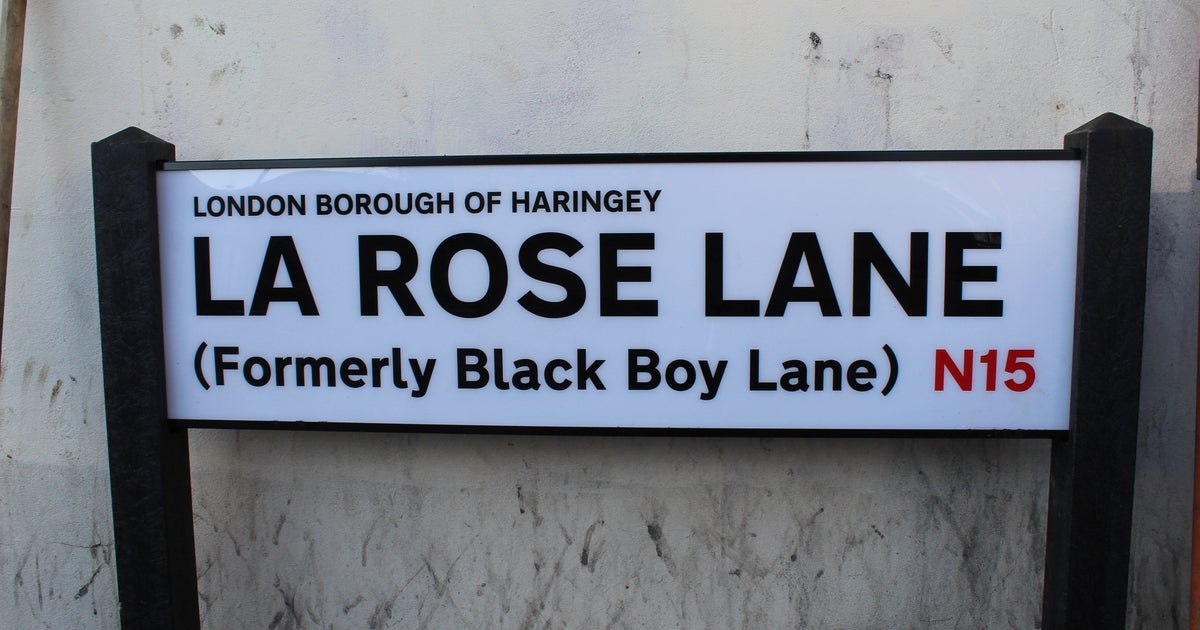 LONDON BOROUGH OF HARINGEY
LA ROSE LANE
(Formerly Black Boy Lane) N15